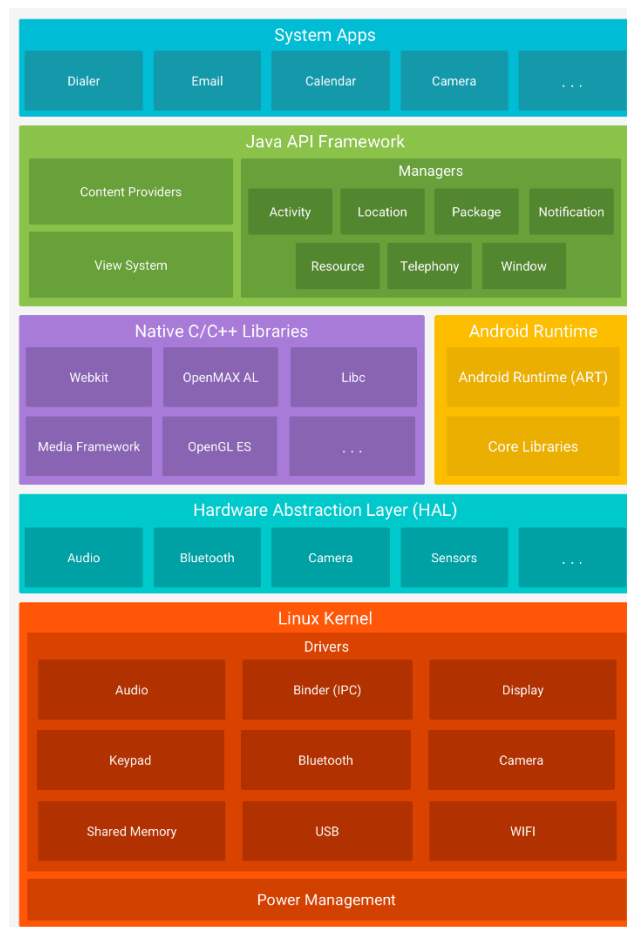 System Apps
Dialer
Email
Calendar
Camera
. . .
Java API Framework
Content Providers
View System
Managers
Activity
Location
Package
Notification
Resource
Telephony
Window
Native C/C++ Libraries
Webkit
OpenMAX AL
Libc
Media Framework
OpenGL ES
. . .
Android Runtime
Android Runtime (ART)
Core Libraries
Hardware Abstraction Layer (HAL)
Audio
Bluetooth
Camera
Sensors
. . .
Linux Kernel
Drivers
Audio
Binder (IPC)
Display
Keypad
Bluetooth
Camera
Shared Memory
USB
WIFI
Power Management